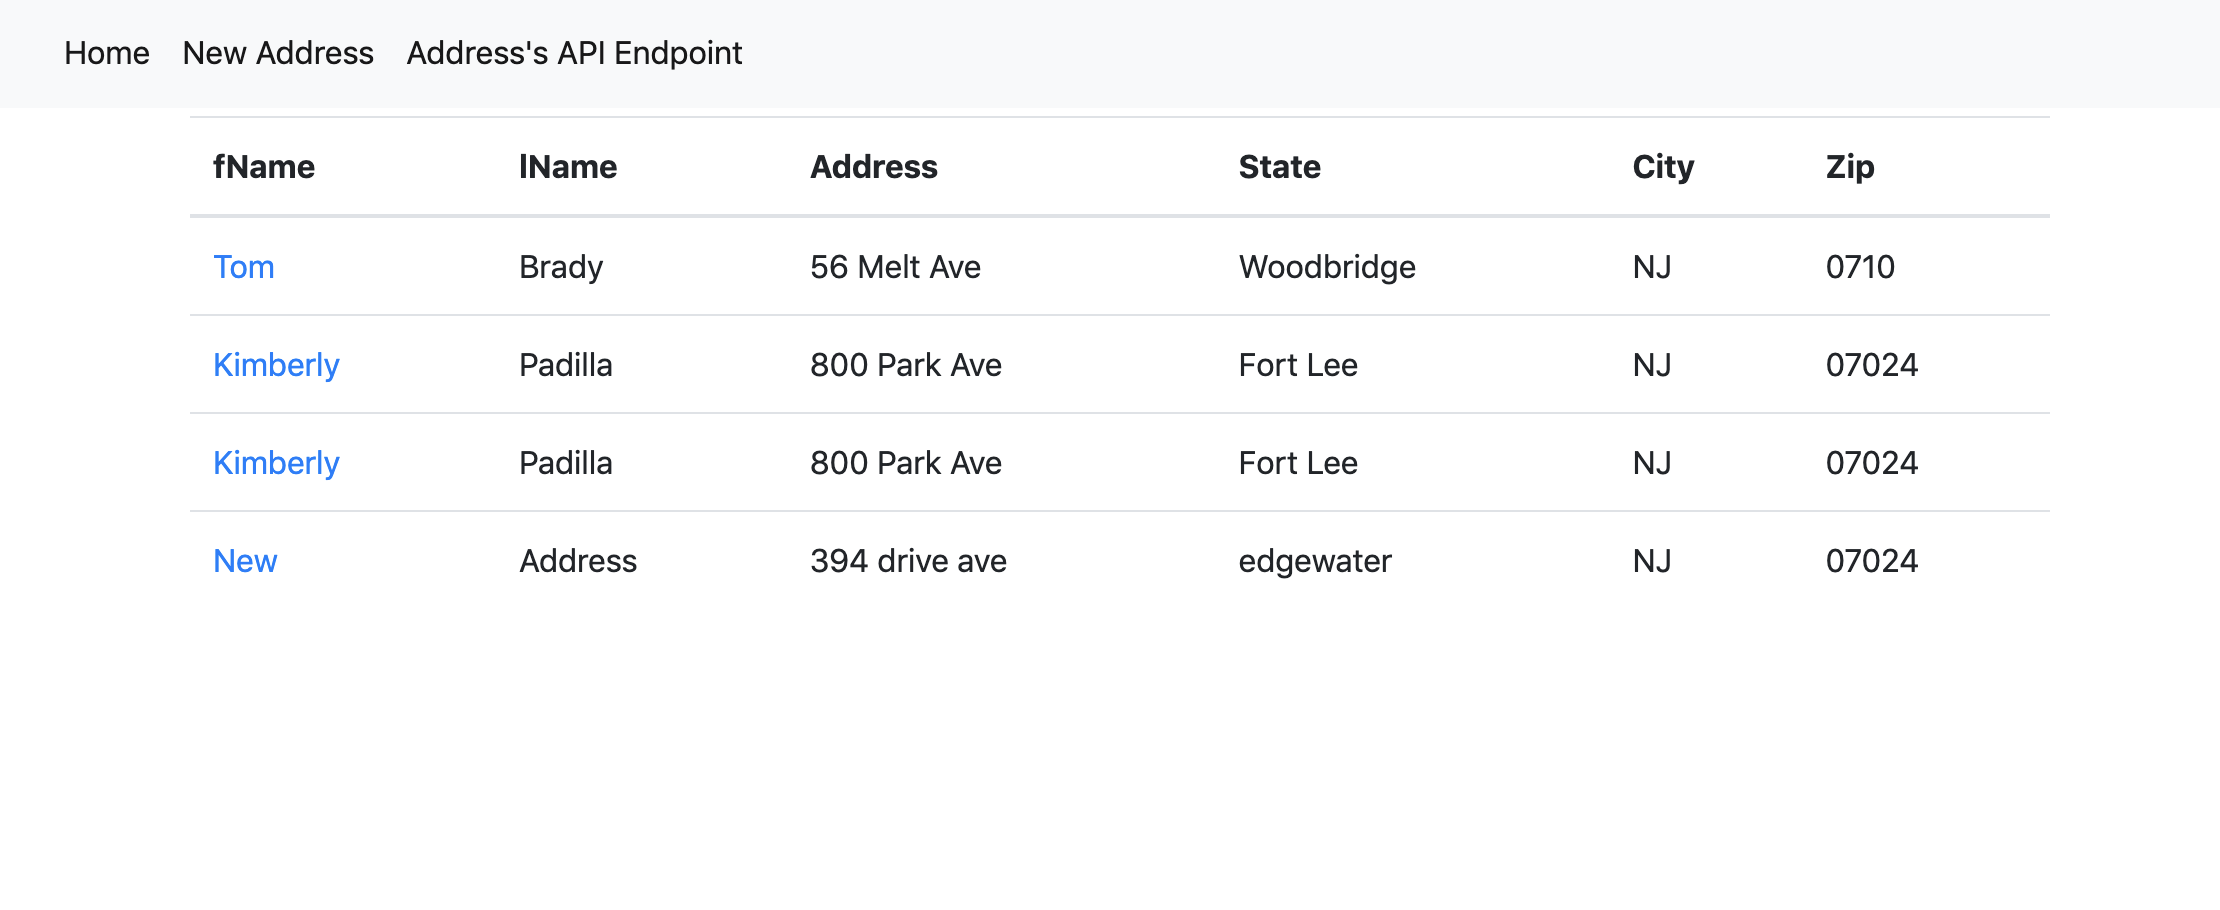 Home New Address Address's API Endpoint
fName lName Address State City Zip
Tom Brady 56 Melt Ave Woodbridge NJ 0710
Kimberly Padilla 800 Park Ave Fort Lee NJ 07024
Kimberly Padilla 800 Park Ave Fort Lee NJ 07024
New Address 394 drive ave edgewater NJ 07024